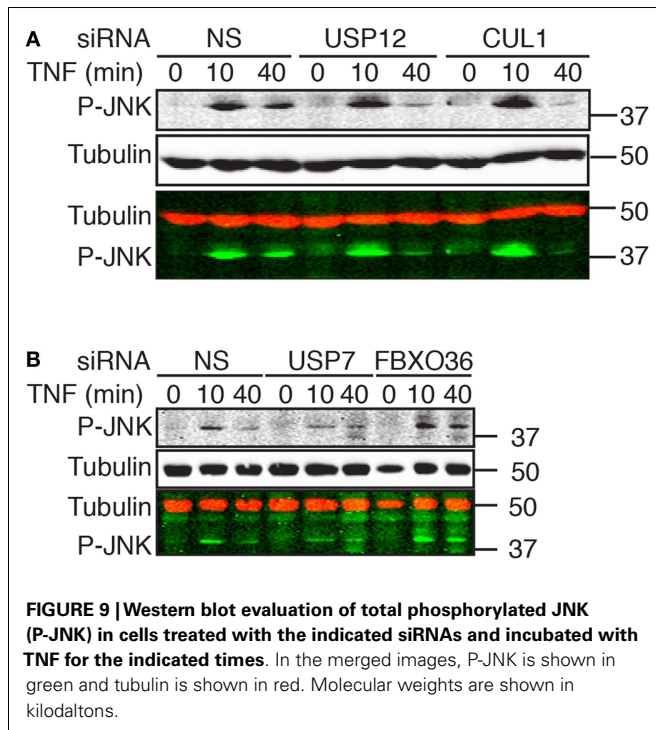 A siRNA NS USP12 CUL1
TNF (min) 0 10 40 0 10 40 0 10 40
P-JNK
37
Tubulin
50
Tubulin
50
P-JNK
37
B siRNA NS USP7 FBXO36
TNF (min) 0 10 40 0 10 40 0 10 40
P-JNK
37
Tubulin
50
Tubulin
50
P-JNK
37
FIGURE 9 | Western blot evaluation of total phosphorylated JNK
(P-JNK) in cells treated with the indicated siRNAs and incubated with
TNF for the indicated times. In the merged images, P-JNK is shown in
green and tubulin is shown in red. Molecular weights are shown in
kilodaltons.